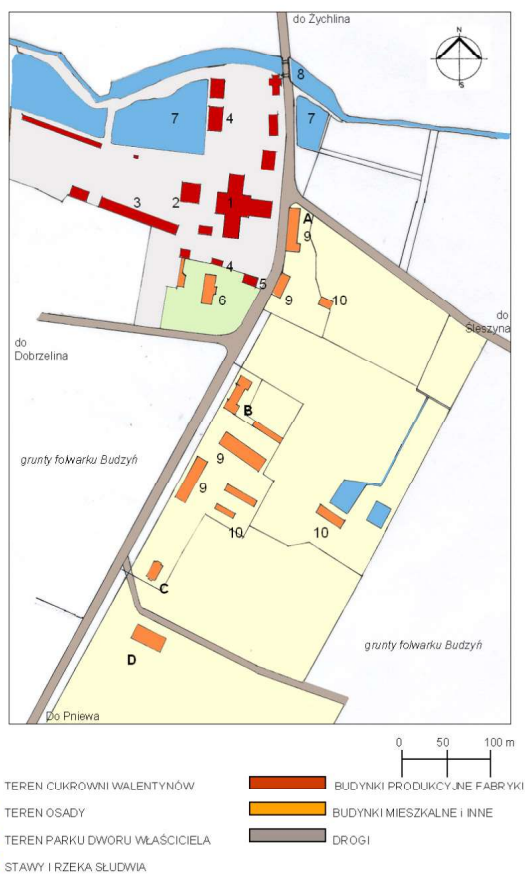 do Żychlina
N
S
8
7
4
7
3
2
1
A
9
4
5
6
9
10
do
Śleszyna
do
Dobrzelina
B
grunty folwarku Budzyń
9
9
10
10
C
grunty folwarku Budzyń
D
Do Pniewa
0 50 100 m
TEREN CUKROWNI WALENTYNÓW BUDYNKI PRODUKCYJNE FABRYKI
TEREN OSADY BUDYNKI MIESZKALNE i INNE
TEREN PARKU DWORU WŁAŚCICIELA DROGI
STAWY I RZEKA SŁUDWIA